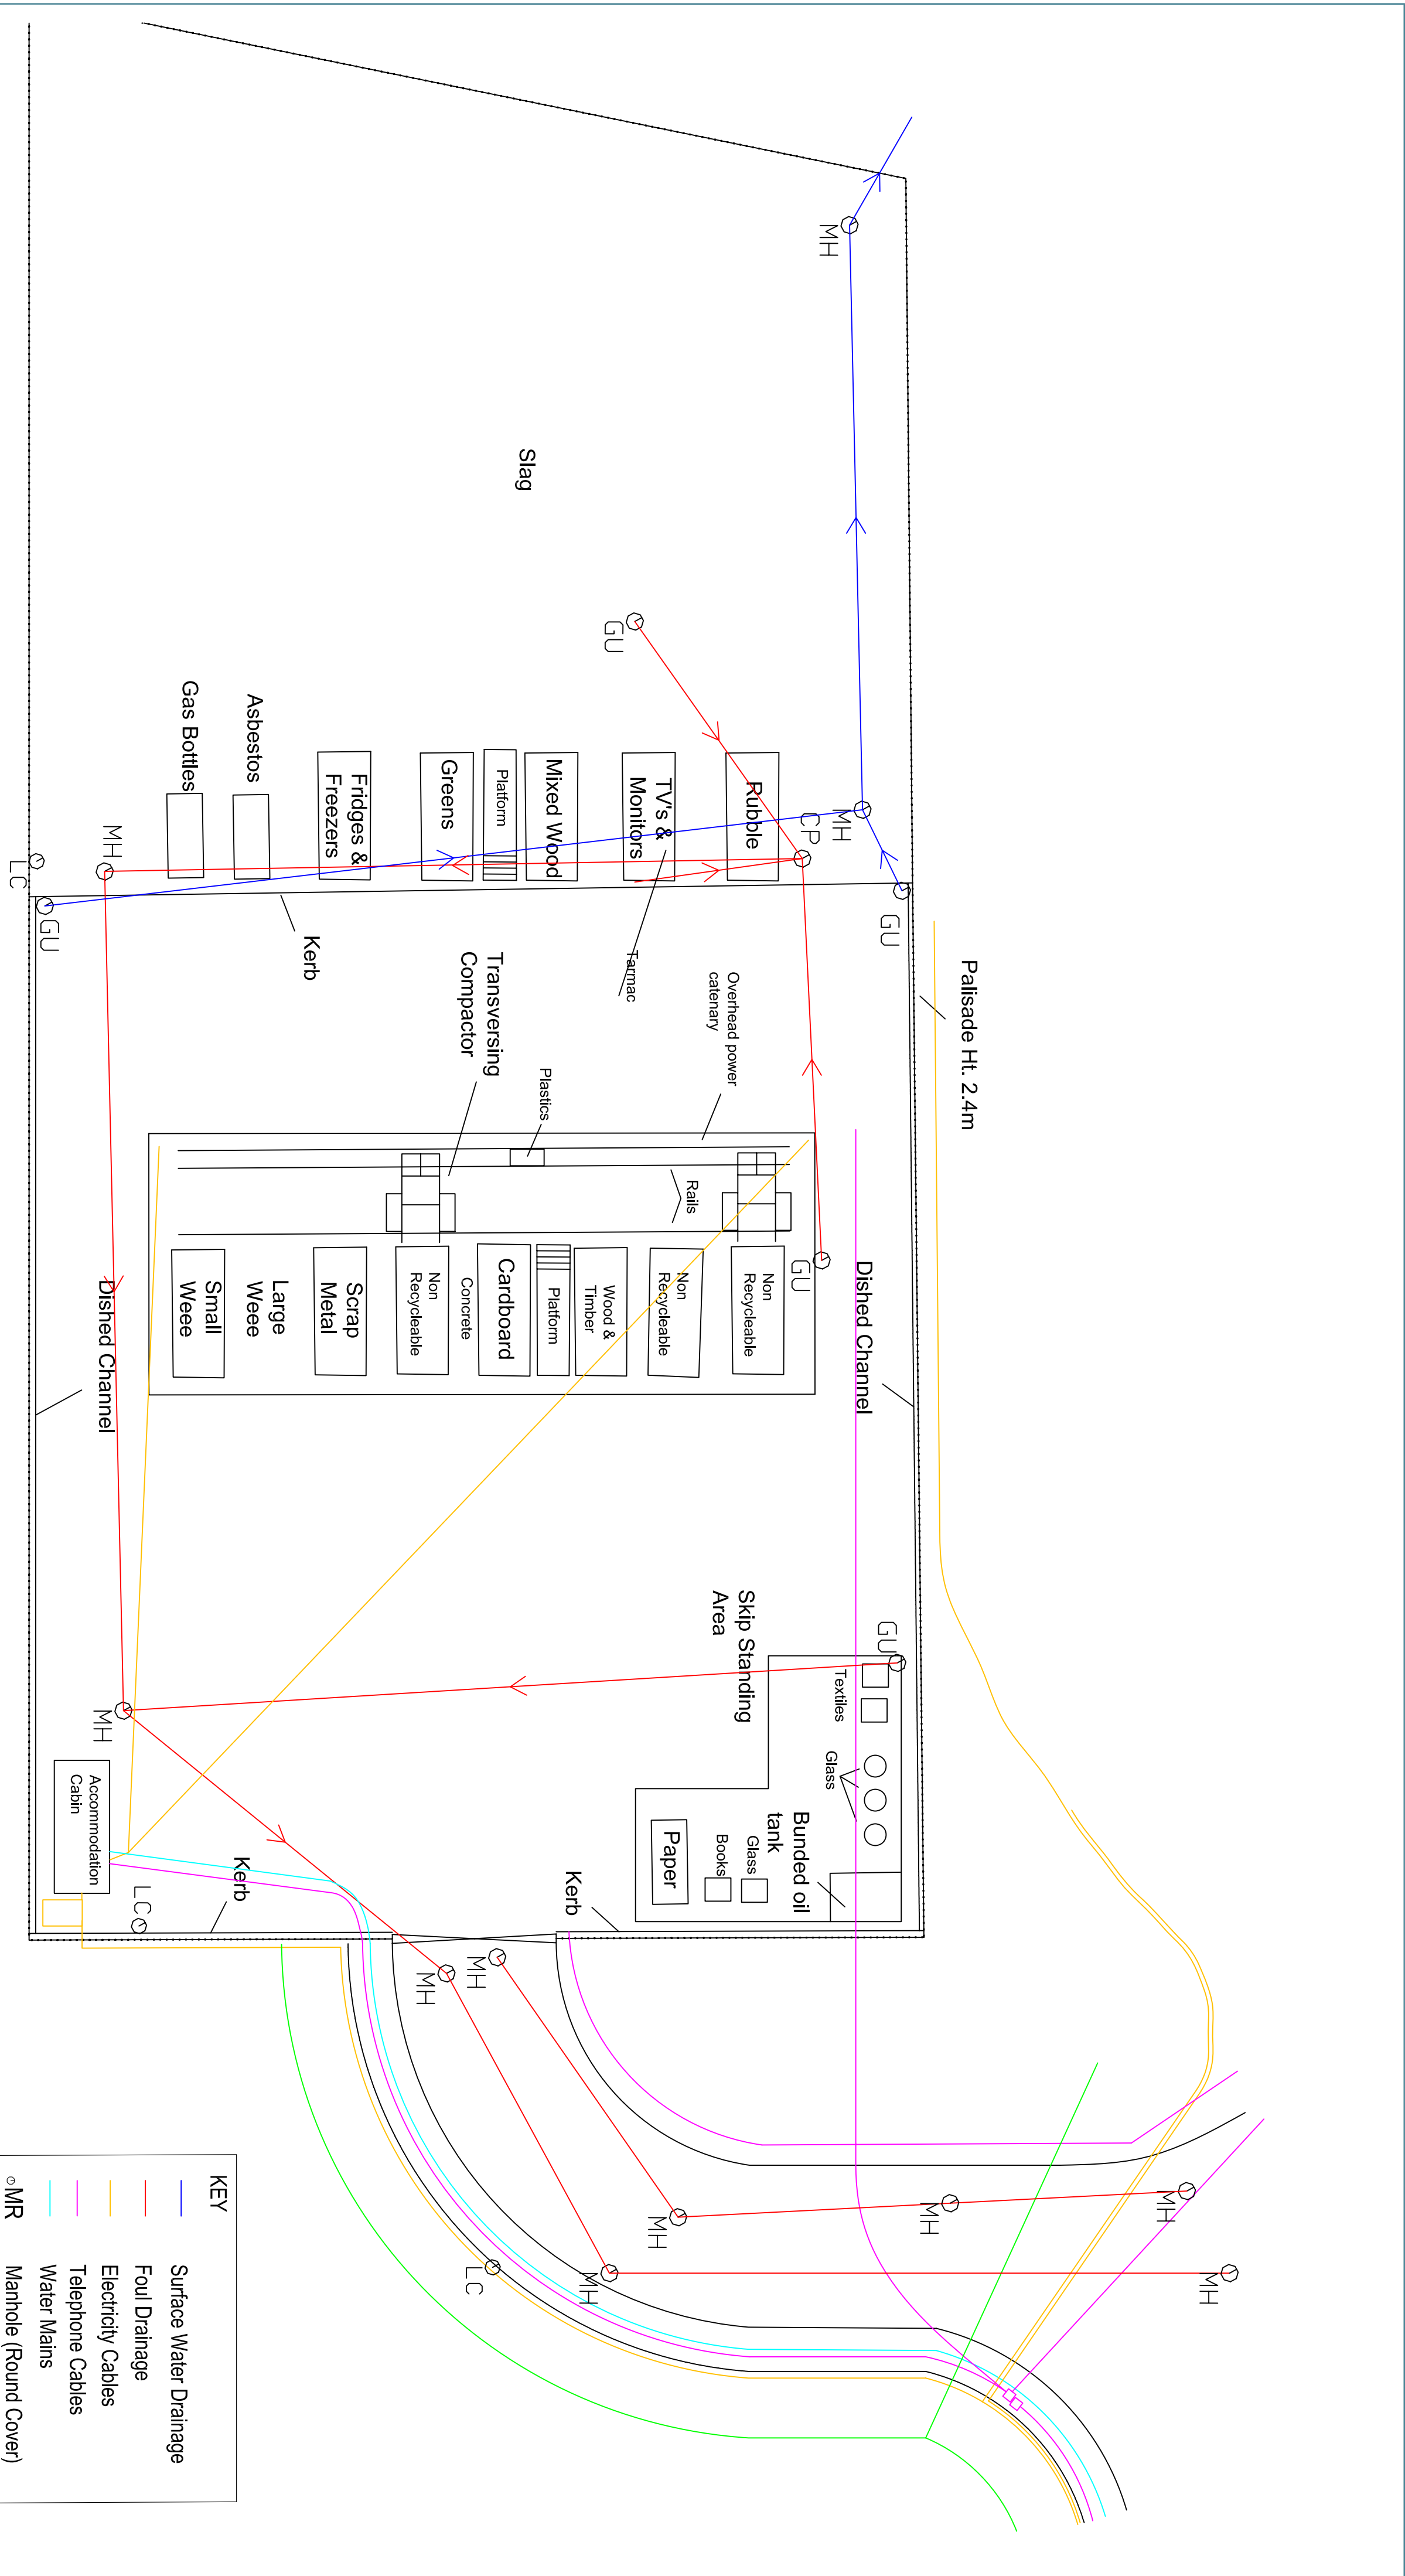 Palisade Ht. 2.4m
MH
Slag
GU
MH
CP
GU
Rubble
TV's &
Monitors
Mixed Wood
Platform
Greens
Fridges &
Freezers
Asbestos
Gas Bottles
MH
LC
GU
Kerb
Tarmac
Overhead power
catenary
Transversing
Compactor
Plastics
Rails
GU
Dished Channel
Non
Recycleable
Non
Recycleable
Wood &
Timber
Platform
Cardboard
Concrete
Non
Recycleable
Scrap
Metal
Large
Weee
Small
Weee
Dished Channel
Skip Standing
Area
GU
Textiles
Glass
Bunded oil
tank
Glass
Books
Paper
MH
Accommodation
Cabin
LC
Kerb
Kerb
MH
MH
MH
MH
MH
MH
MH
LC
KEY
Surface Water Drainage
Foul Drainage
Electricity Cables
Telephone Cables
Water Mains
MR Manhole (Round Cover)